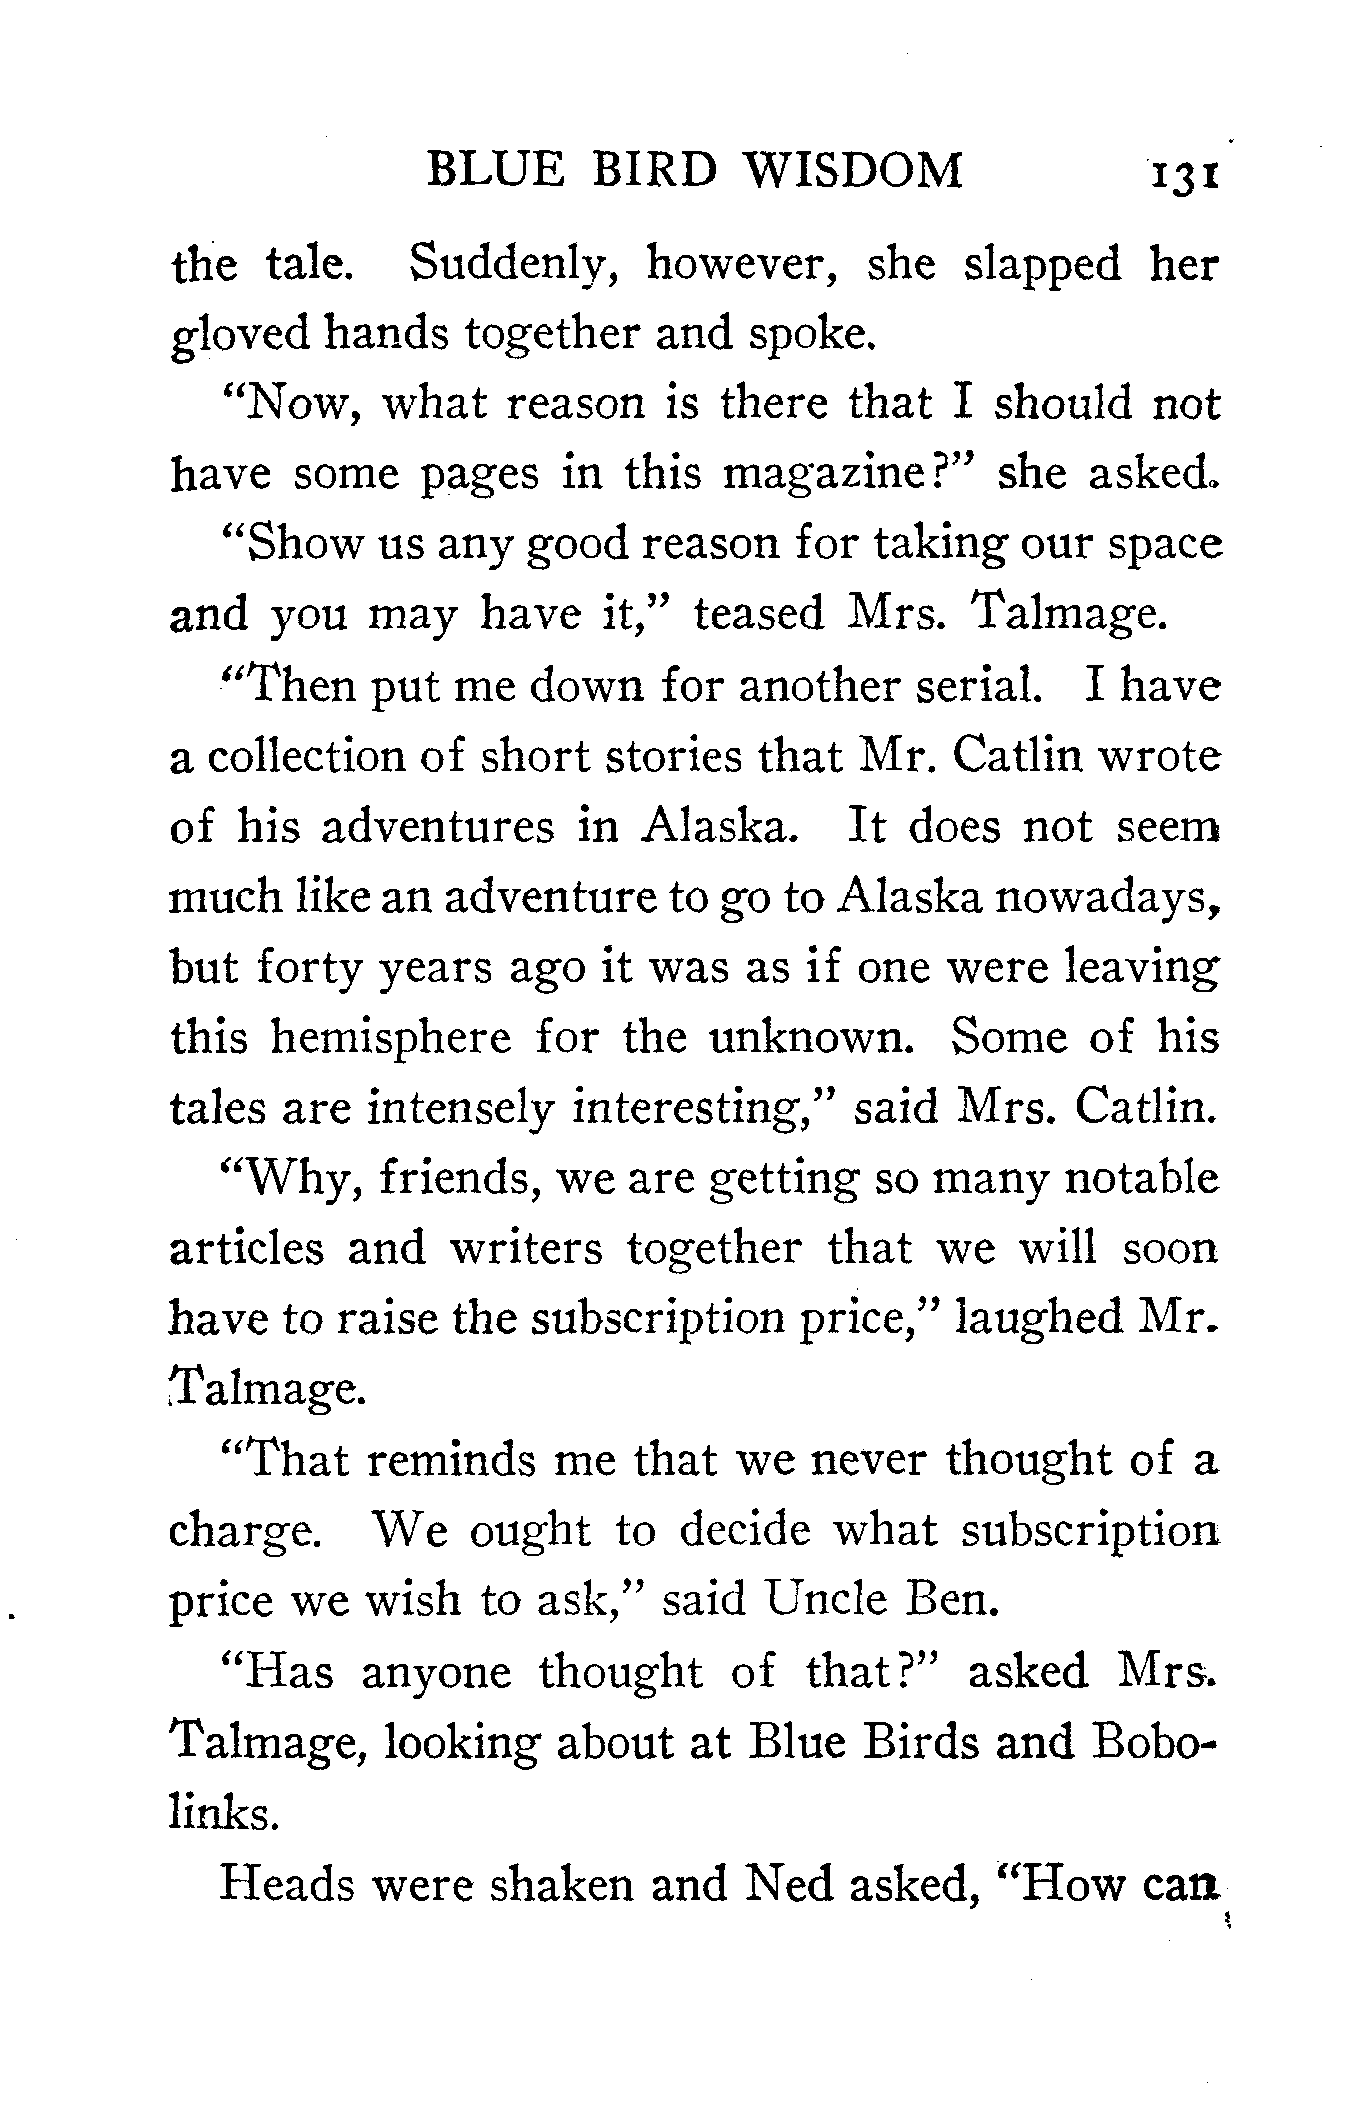 BLUE BIRD WISDOM 131
the tale. Suddenly, however, she slapped her
gloved hands together and spoke.
“Now, what reason is there that I should not
have some pages in this magazine?” she asked.
“Show us any good reason for taking our space
and you may have it,” teased Mrs. Talmage.
“Then put me down for another serial. I have
a collection of short stories that Mr. Catlin wrote
of his adventures in Alaska. It does not seem
much like an adventure to go to Alaska nowadays,
but forty years ago it was as if one were leaving
this hemisphere for the unknown. Some of his
tales are intensely interesting,” said Mrs. Catlin.
“Why, friends, we are getting so many notable
articles and writers together that we will soon
have to raise the subscription price,” laughed Mr.
Talmage.
“That reminds me that we never thought of a
charge. We ought to decide what subscription
price we wish to ask,” said Uncle Ben.
“Has anyone thought of that?” asked Mrs.
Talmage, looking about at Blue Birds and Bobo-
links.
Heads were shaken and Ned asked, “How can